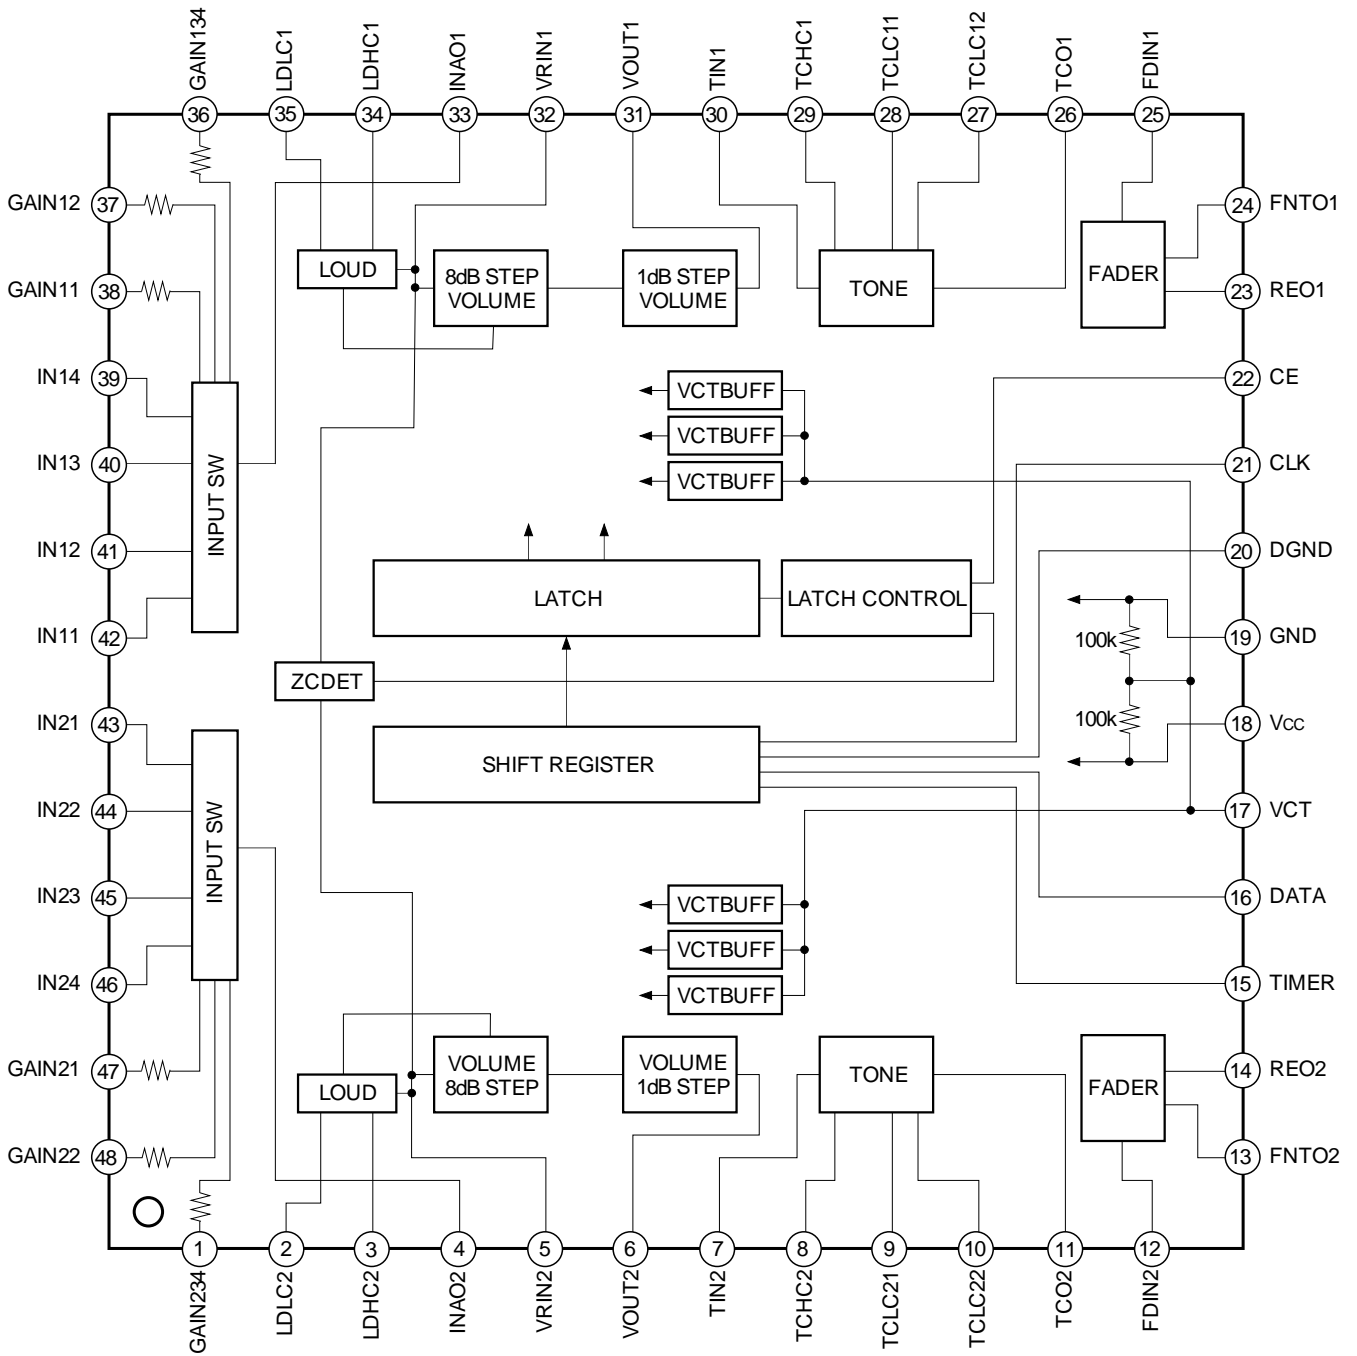 GAIN134
LDLC1
LDHC1
INAO1
VRIN1
VOUT1
TIN1
TCHC1
TCLC11
TCLC12
TCO1
FDIN1
36
35
34
33
32
31
30
29
28
27
26
25
GAIN12
37
24
FNTO1
LOUD
8dB STEP
VOLUME
1dB STEP
VOLUME
TONE
FADER
GAIN11
38
23
REO1
IN14
39
VCTBUFF
22
CE
VCTBUFF
IN13
40
VCTBUFF
21
CLK
INPUT SW
IN12
41
20
DGND
LATCH
LATCH CONTROL
IN11
42
100k
19
GND
ZCDET
IN21
43
100k
18
VCC
SHIFT REGISTER
IN22
44
17
VCT
INPUT SW
IN23
45
VCTBUFF
16
DATA
VCTBUFF
IN24
46
VCTBUFF
15
TIMER
GAIN21
47
LOUD
VOLUME
8dB STEP
VOLUME
1dB STEP
TONE
FADER
14
REO2
GAIN22
48
13
FNTO2
1
2
3
4
5
6
7
8
9
10
11
12
GAIN234
LDLC2
LDHC2
INAO2
VRIN2
VOUT2
TIN2
TCHC2
TCLC21
TCLC22
TCO2
FDIN2